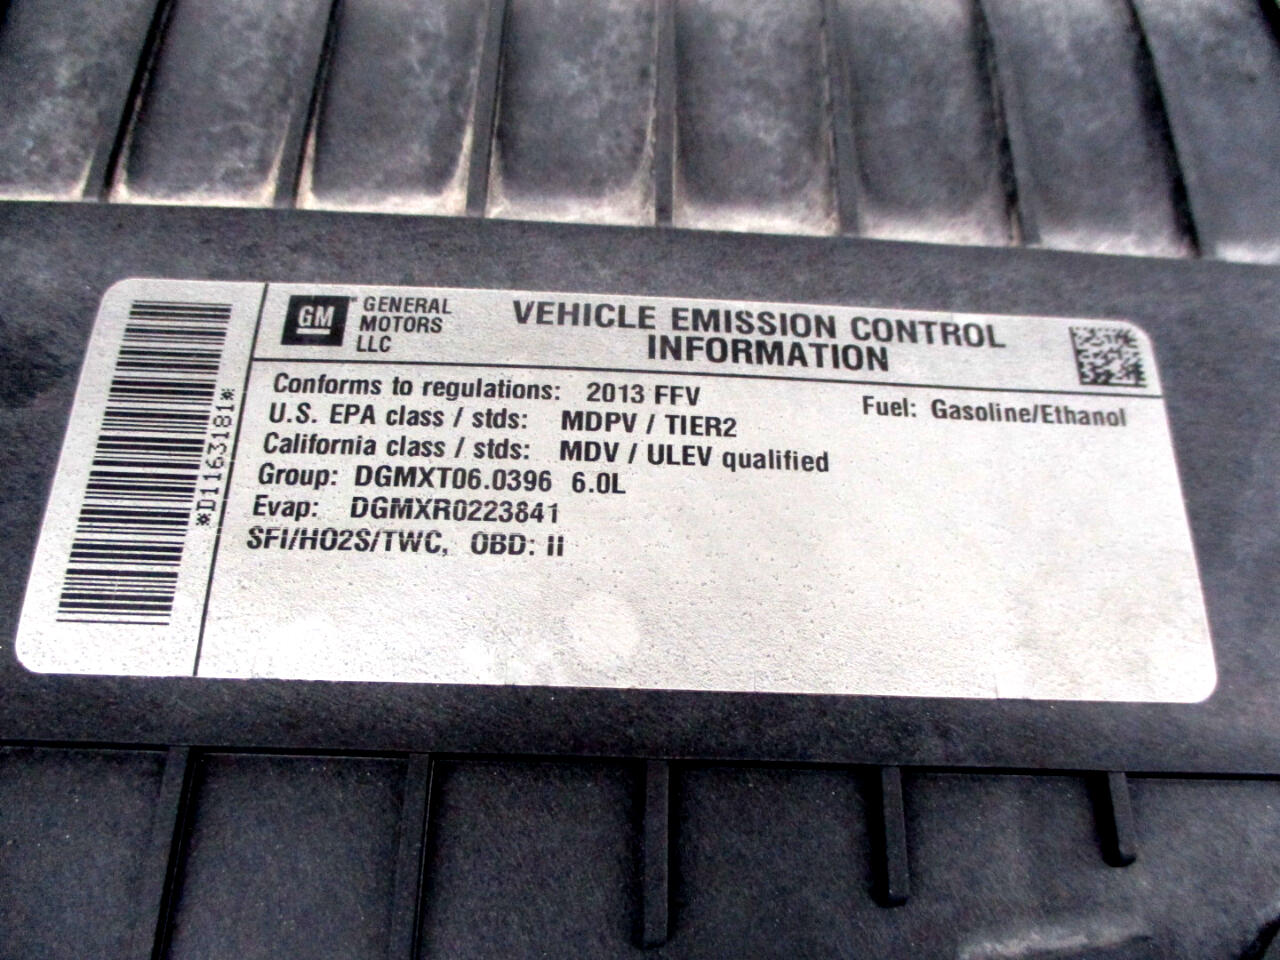 *D1163181*
GM
GENERAL
MOTORS
LLC
VEHICLE EMISSION CONTROL
INFORMATION
Conforms to regulations: 2013 FFV
Fuel: Gasoline/Ethanol
U.S. EPA class / stds: MDPV / TIER2
California class / stds: MDV / ULEV qualified
Group: DGMXT06.0396 6.0L
Evap: DGMXR0223841
SFI/HO2S/TWC, OBD: II